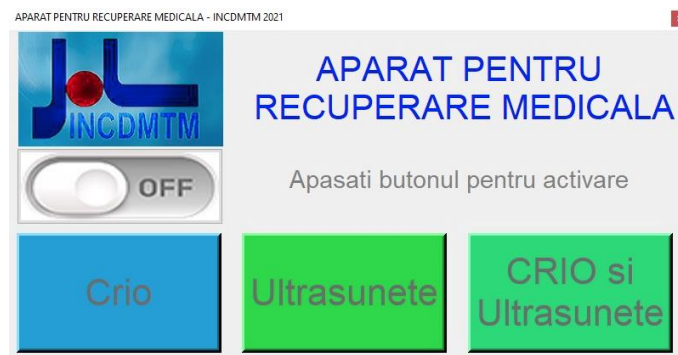 APARAT PENTRU RECUPERARE MEDICALA - INCDMTM 2021
INCDMTM
APARAT PENTRU
RECUPERARE MEDICALA
OFF
Apasati butonul pentru activare
Crio
Ultrasunete
CRIO si
Ultrasunete